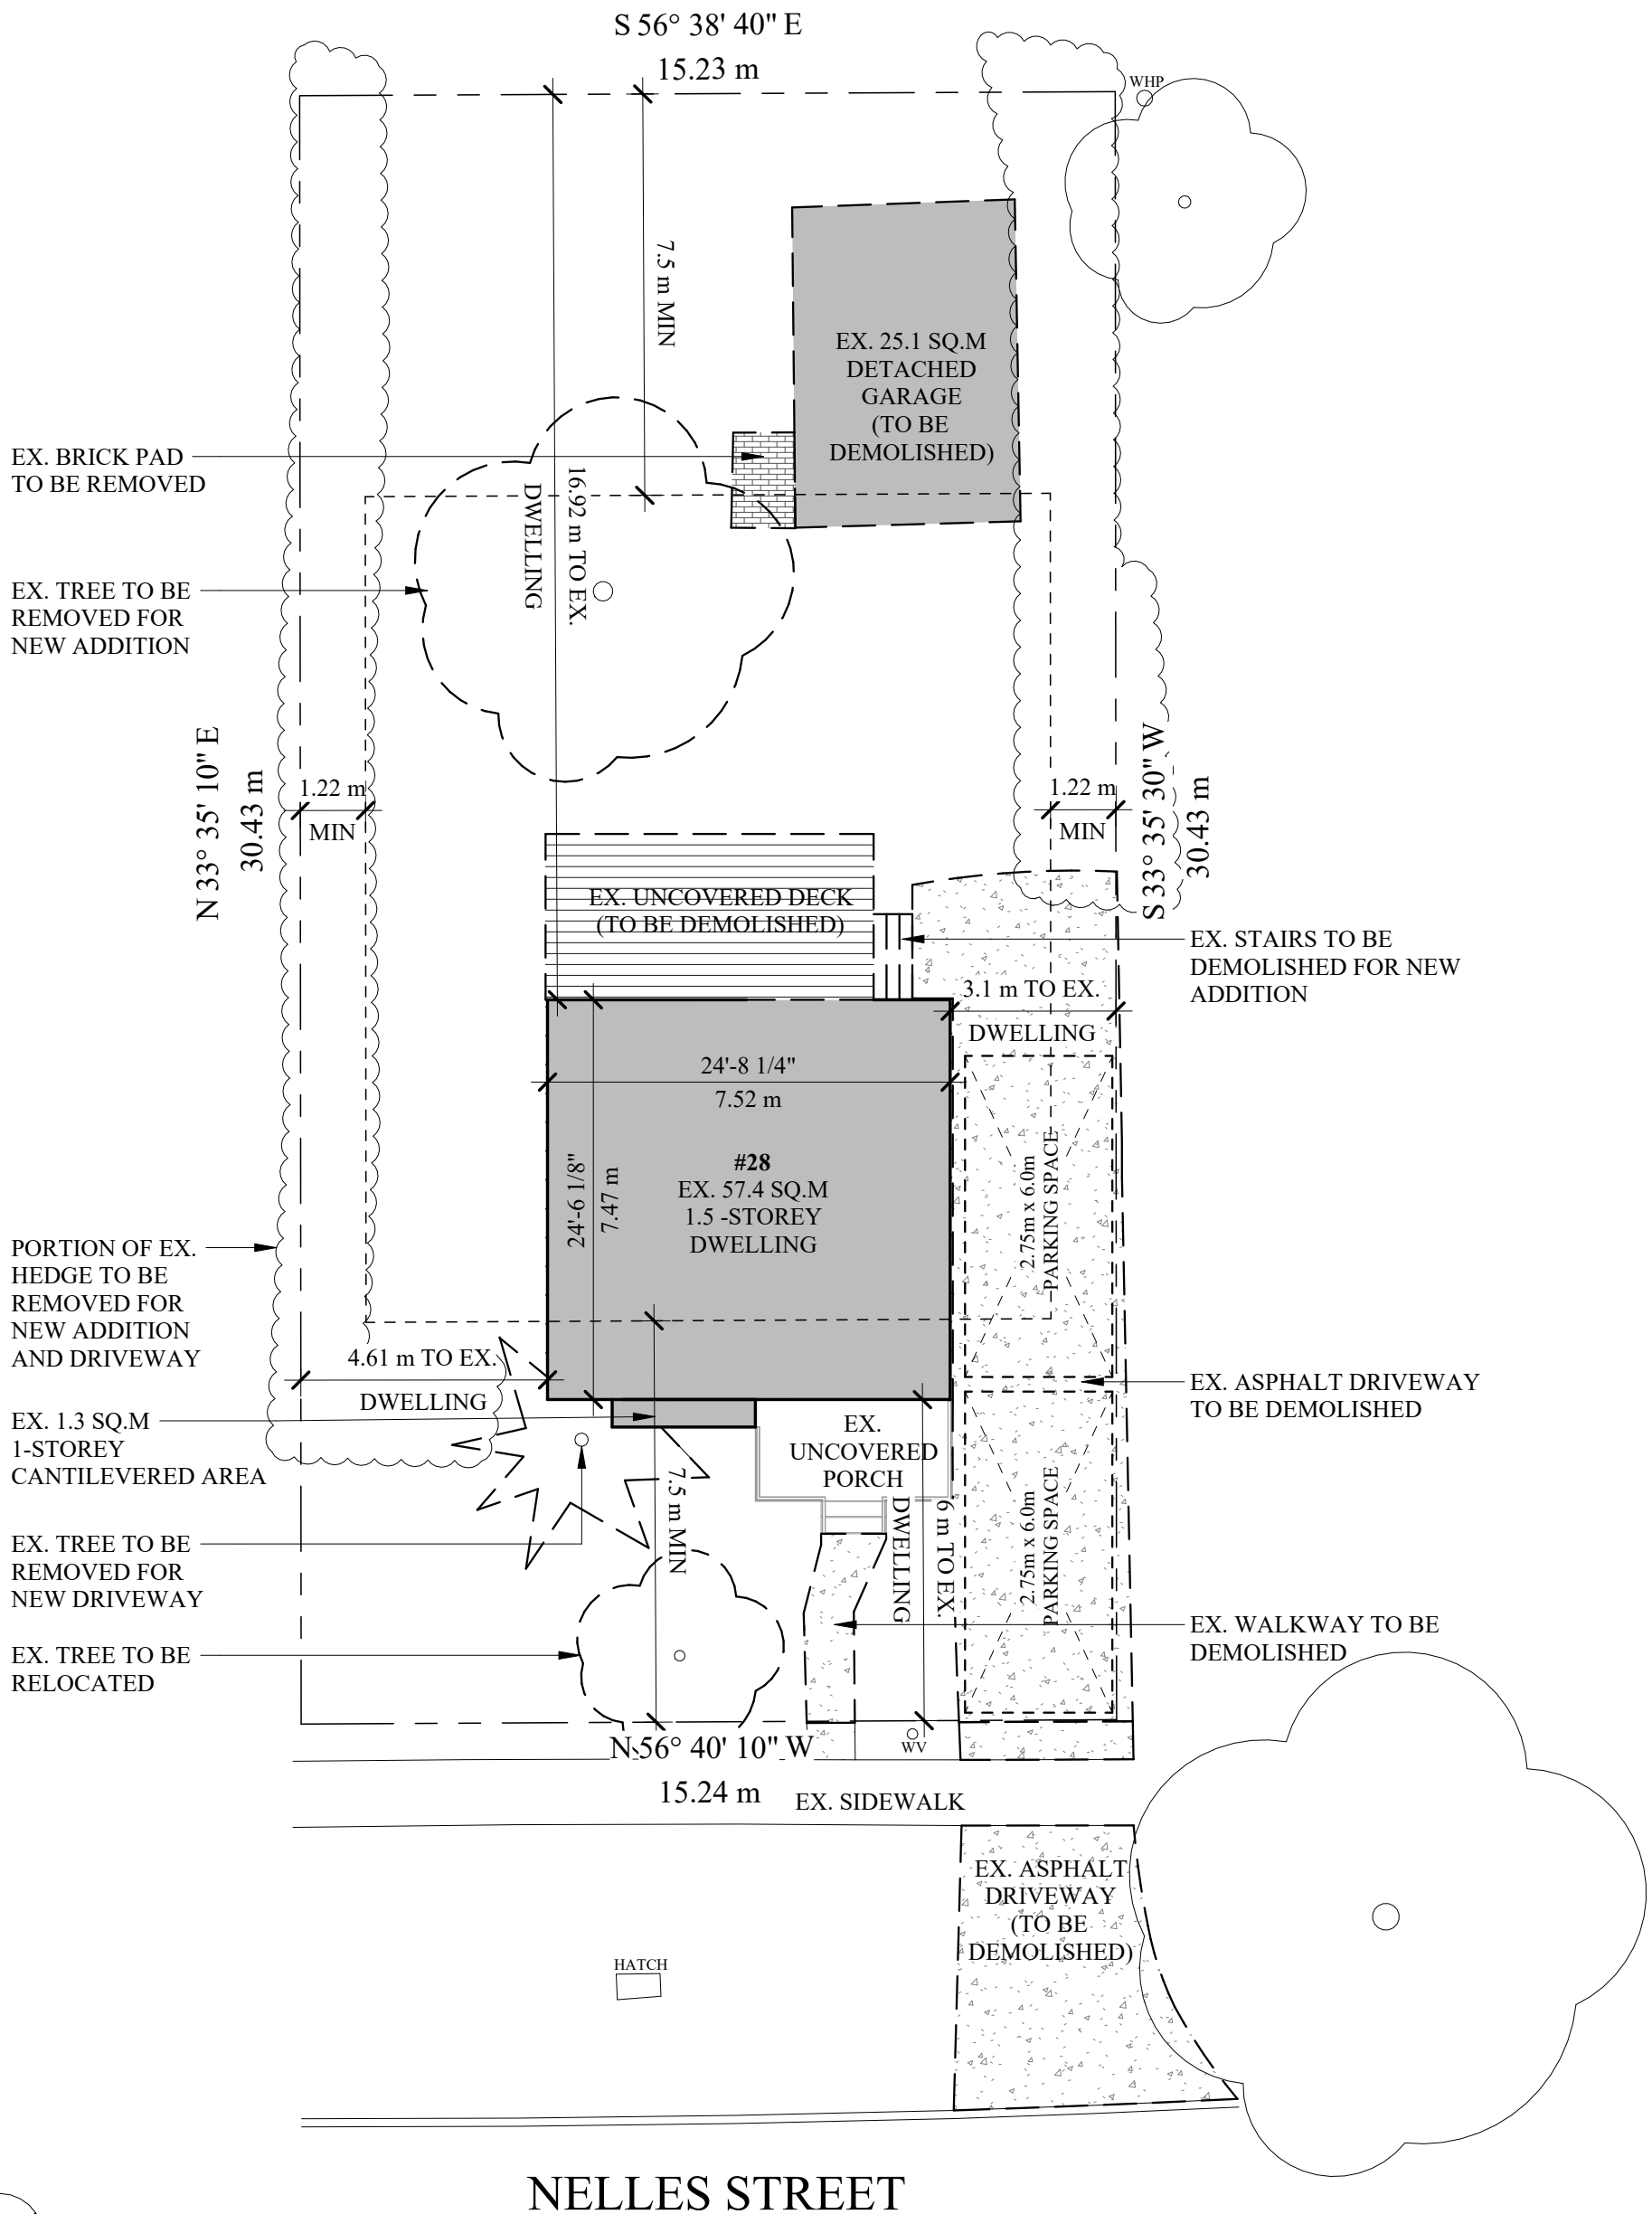 S 56° 38' 40" E
15.23 m
WHP
7.5 m MIN
EX. 25.1 SQ.M
DETACHED
GARAGE
(TO BE
DEMOLISHED)
EX. BRICK PAD
TO BE REMOVED
16.92 m TO EX.
DWELLING
EX. TREE TO BE
REMOVED FOR
NEW ADDITION
N 33° 35' 10" E
30.43 m
1.22 m
MIN
1.22 m
MIN
S 33° 35' 30" W
30.43 m
EX. UNCOVERED DECK
(TO BE DEMOLISHED)
EX. STAIRS TO BE
DEMOLISHED FOR NEW
ADDITION
3.1 m TO EX.
DWELLING
24'-8 1/4"
7.52 m
24'-6 1/8"
7.47 m
#28
EX. 57.4 SQ.M
1.5 -STOREY
DWELLING
2.75m x 6.0m
PARKING SPACE
PORTION OF EX.
HEDGE TO BE
REMOVED FOR
NEW ADDITION
AND DRIVEWAY
4.61 m TO EX.
DWELLING
EX. ASPHALT DRIVEWAY
TO BE DEMOLISHED
EX. 1.3 SQ.M
1-STOREY
CANTILEVERED AREA
EX.
UNCOVERED
PORCH
7.5 m MIN
6 m TO EX.
DWELLING
2.75m x 6.0m
PARKING SPACE
EX. TREE TO BE
REMOVED FOR
NEW DRIVEWAY
EX. WALKWAY TO BE
DEMOLISHED
EX. TREE TO BE
RELOCATED
WV
N 56° 40' 10" W
15.24 m
EX. SIDEWALK
EX. ASPHALT
DRIVEWAY
(TO BE
DEMOLISHED)
HATCH
NELLES STREET